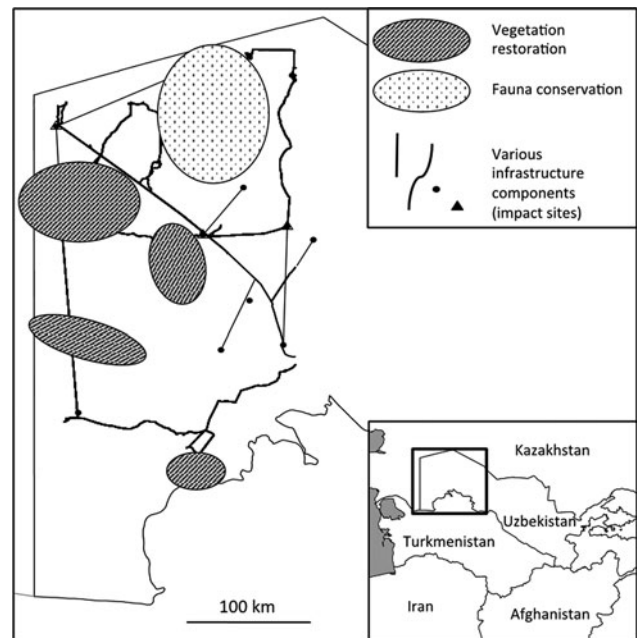 Vegetation
restoration
Fauna conservation
Various
infrastructure
components
(impact sites)
100 km
Kazakhstan
Uzbekistan
Turkmenistan
Iran
Afghanistan